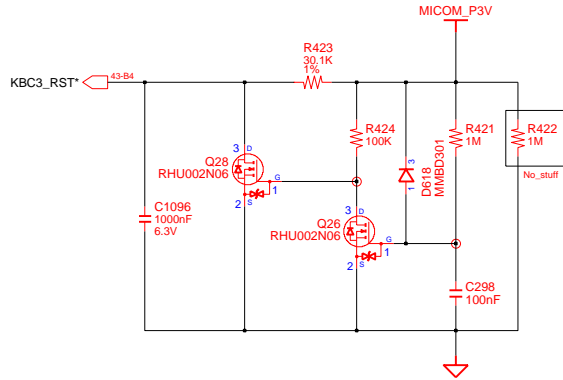 MICOM_P3V
KBC3_RST*
43-B4
R423
30.1K
1%
R424
100K
3
1
D618
MMBD301
R421
1M
R422
1M
No_stuff
3
D
Q28
RHU002N06
G
1
2
S
C1096
1000nF
6.3V
3
D
Q26
RHU002N06
G
1
2
S
C298
100nF